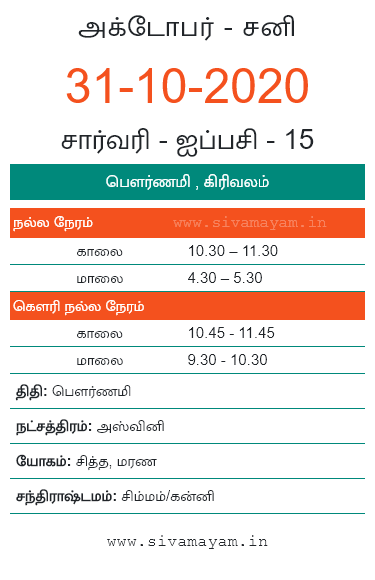 அக்டோபர் - சனி
31-10-2020
சார்வரி - ஐப்பசி - 15
பௌர்ணமி , கிரிவலம்
நல்ல நேரம் www.sivamayam.in
காலை 10.30 – 11.30
மாலை 4.30 – 5.30
கௌரி நல்ல நேரம்
காலை 10.45 - 11.45
மாலை 9.30 - 10.30
திதி: பௌர்ணமி
நட்சத்திரம்: அஸ்வினி
யோகம்: சித்த, மரண
சந்திராஷ்டமம்: சிம்மம்/கன்னி
www.sivamayam.in